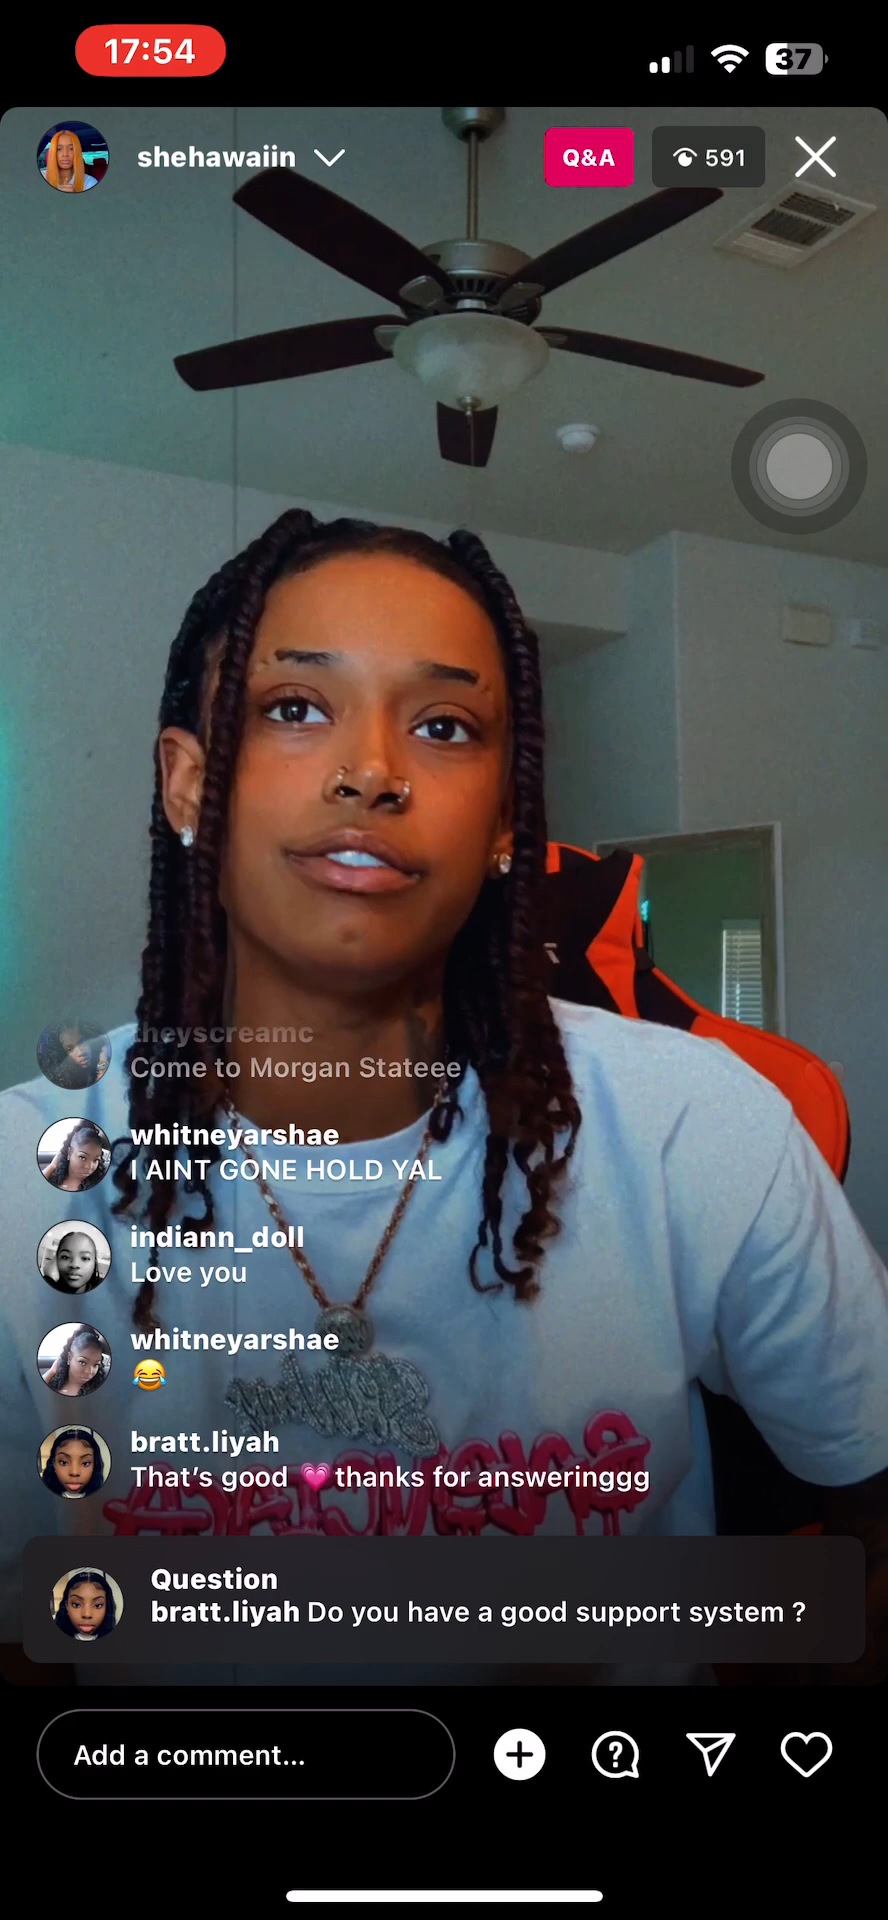 17:54
37
shehawaiin
Q&A
591
theyscreamc
Come to Morgan Stateee
whitneyarshae
I AINT GONE HOLD YAL
indiann_doll
Love you
whitneyarshae
😂
bratt.liyah
That’s good 💗thanks for answeringgg
Question
bratt.liyah Do you have a good support system ?
Add a comment...